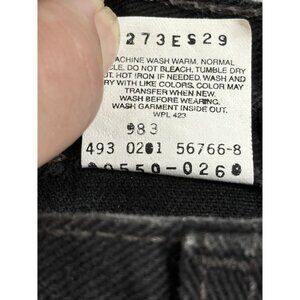 273ES29
MACHINE WASH WARM, NORMAL
CLE. DO NOT BLEACH, TUMBLE DRY
OT. HOT IRON IF NEEDED. WASH AND
RY WITH LIKE COLORS. COLOR MAY
TRANSFER WHEN NEW.
WASH BEFORE WEARING.
WASH GARMENT INSIDE OUT.
WPL 423
983
493 0261 56766-8
0550-0260